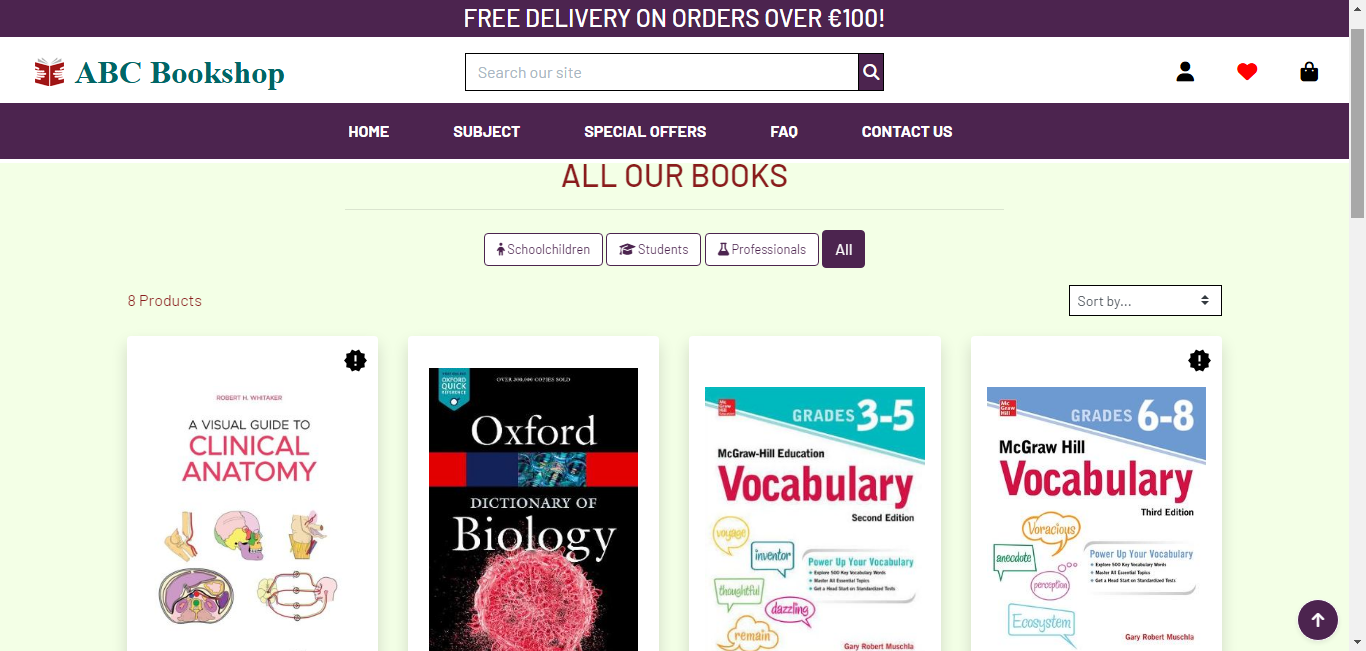 FREE DELIVERY ON ORDERS OVER €100!
ABC Bookshop
Search our site
HOME
SUBJECT
SPECIAL OFFERS
FAQ
CONTACT US
ALL OUR BOOKS
Schoolchildren
Students
Professionals
All
8 Products
Sort by...
ROBERT H. WHITAKER
A VISUAL GUIDE TO
CLINICAL
ANATOMY
OXFORD
QUICK
REFERENCE
OVER 200,000 COPIES SOLD
Oxford
DICTIONARY OF
Biology
Mc
Graw
Hill
GRADES 3-5
McGraw-Hill Education
Vocabulary
Second Edition
voyage
inventor
thoughtful
dazzling
remain
Power Up Your Vocabulary
• Explore 500 Key Vocabulary Words
• Master All Essential Topics
• Get a Head Start on Standardized Tests
Gary Robert Muschla
Mc
Graw
Hill
GRADES 6-8
McGraw Hill
Vocabulary
Third Edition
Voracious
anecdote
perception
Ecosystem
Power Up Your Vocabulary
• Explore 500 Key Vocabulary Words
• Master All Essential Topics
• Get a Head Start on Standardized Tests
Gary Robert Muschla